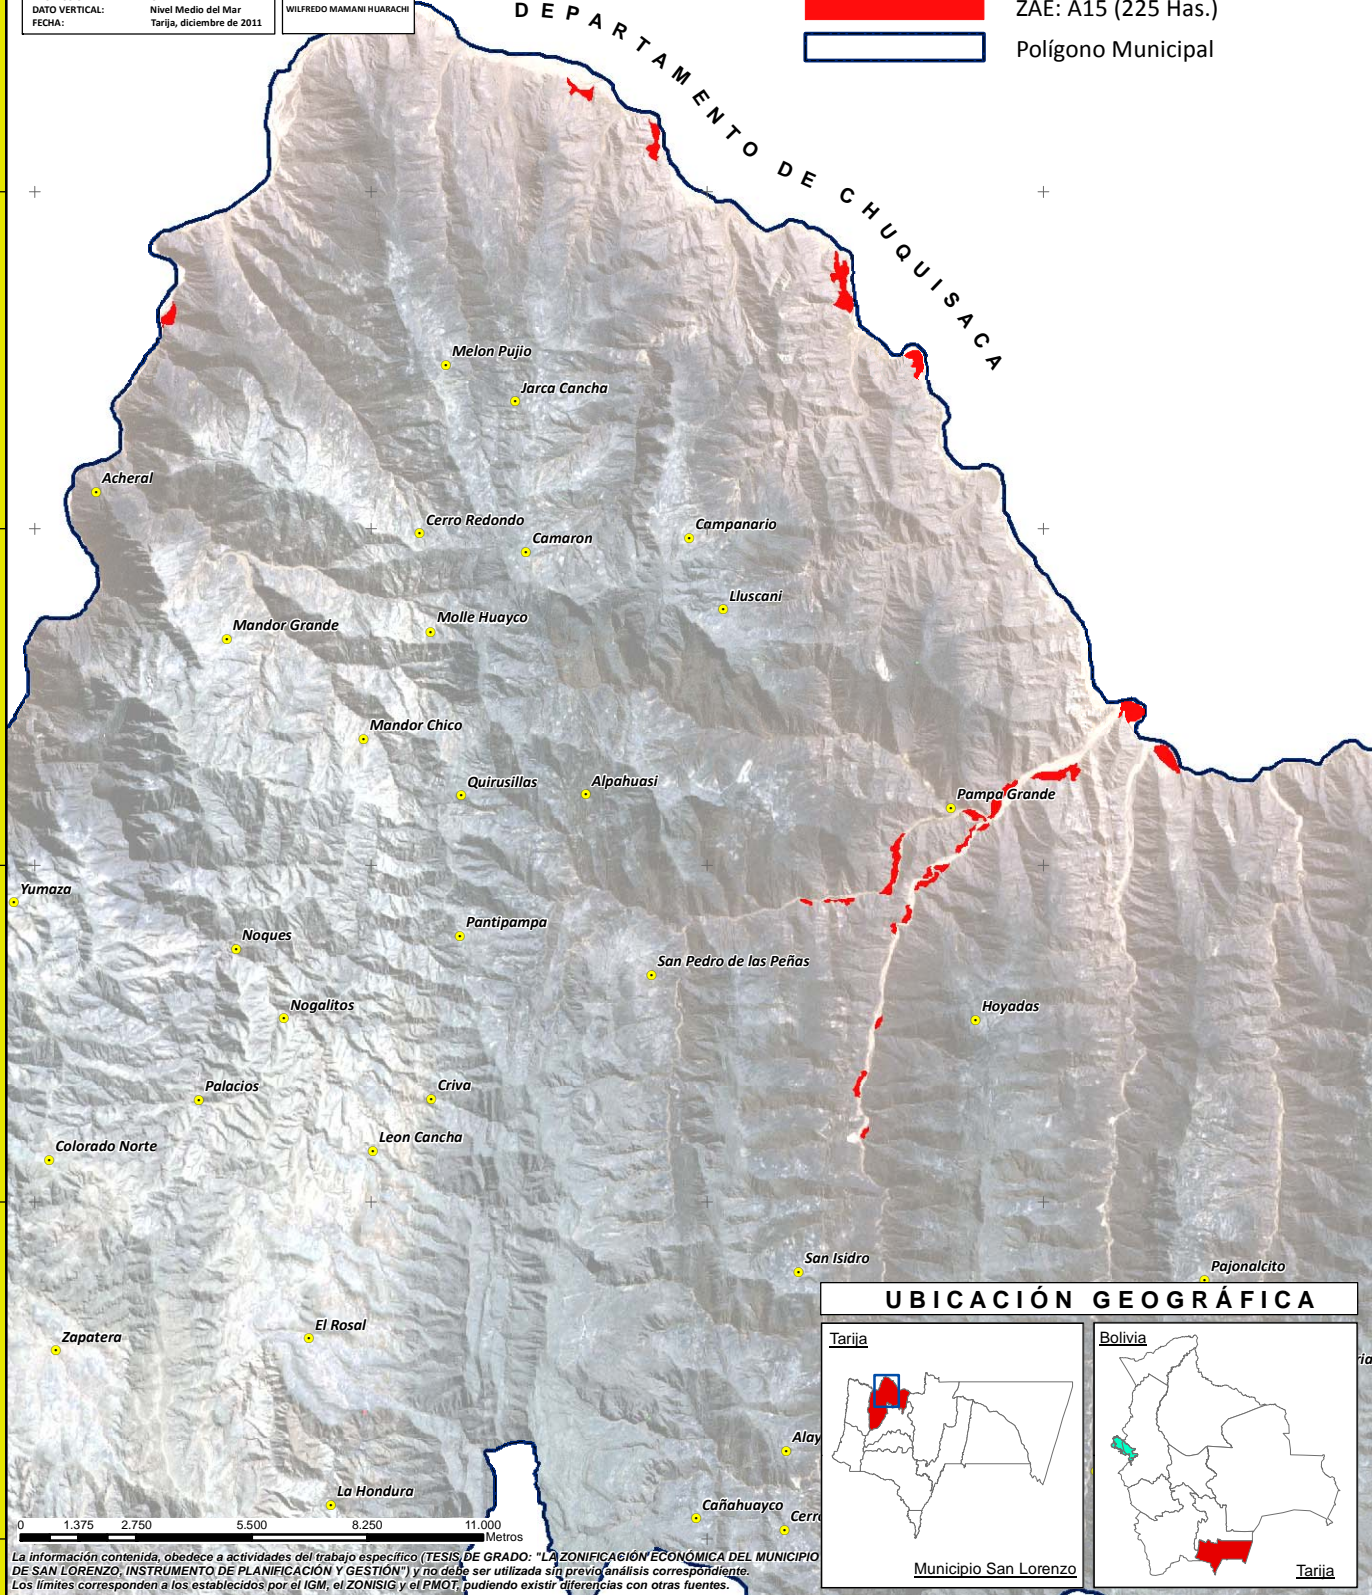 DATO VERTICAL: Nivel Medio del Mar
FECHA: Tarija, diciembre de 2011
WILFREDO MAMANI HUARACHI
ZAE: A15 (225 Has.)
Polígono Municipal
DEPARTAMENTO DE CHUQUISACA
Melon Pujio
Jarca Cancha
Acheral
Cerro Redondo
Camaron
Campanario
Lluscani
Mandor Grande
Molle Huayco
Mandor Chico
Quirusillas
Alpahuasi
Pampa Grande
Yumaza
Noques
Pantipampa
San Pedro de las Peñas
Nogalitos
Hoyadas
Palacios
Criva
Leon Cancha
Colorado Norte
San Isidro
Pajonalcito
Zapatera
El Rosal
La Hondura
Alay
Cañahuayco
Cerro
UBICACIÓN GEOGRÁFICA
Tarija
Municipio San Lorenzo
Bolivia
Tarija
0 1.375 2.750 5.500 8.250 11.000
Metros
La información contenida, obedece a actividades del trabajo específico (TESIS DE GRADO: "LA ZONIFICACIÓN ECONÓMICA DEL MUNICIPIO
DE SAN LORENZO, INSTRUMENTO DE PLANIFICACIÓN Y GESTIÓN") y no debe ser utilizada sin previo análisis correspondiente.
Los límites corresponden a los establecidos por el IGM, el ZONISIG y el PMOT, pudiendo existir diferencias con otras fuentes.